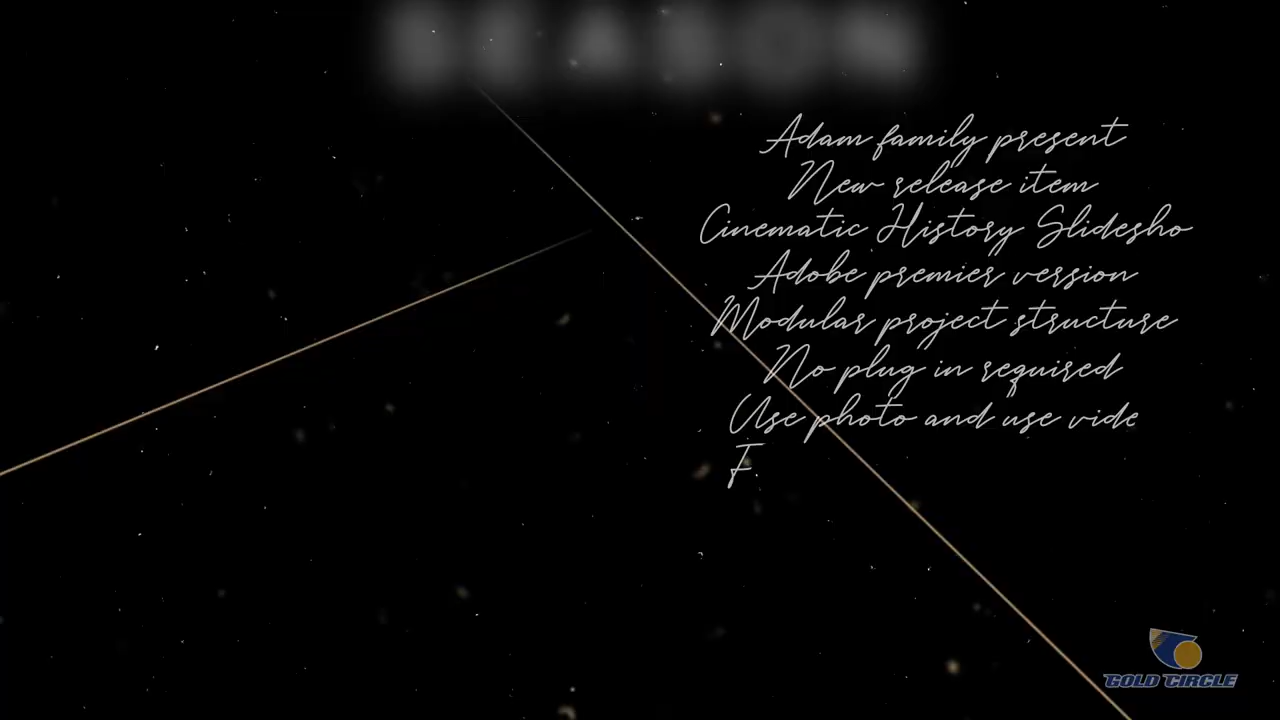 SEASON
Adam family present
New release item
Cinematic History Slidesho
Adobe premier version
Modular project structure
No plug in required
Use photo and use vide
F
GOLD CIRCLE